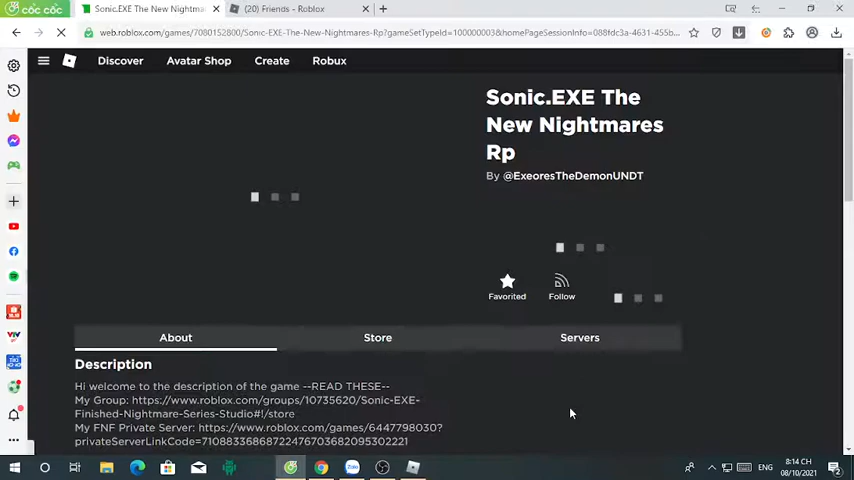 cốc cốc
Sonic.EXE The New Nightma
(20) Friends - Roblox
web.roblox.com/games/7080152800/Sonic-EXE-The-New-Nightmares-Rp?gameSetTypeId=100000003&homePageSessionInfo=088fdc3a-4631-455b...
Discover
Avatar Shop
Create
Robux
Sonic.EXE The
New Nightmares
Rp
By @ExeoresTheDemonUNDT
Favorited
Follow
About
Store
Servers
Description
Hi welcome to the description of the game --READ THESE--
My Group: https://www.roblox.com/groups/10735620/Sonic-EXE-
Finished-Nightmare-Series-Studio#!/store
My FNF Private Server: https://www.roblox.com/games/6447798030?
privateServerLinkCode=71088336868722476703682095302221
Zalo
ENG
8:14 CH
08/10/2021
2